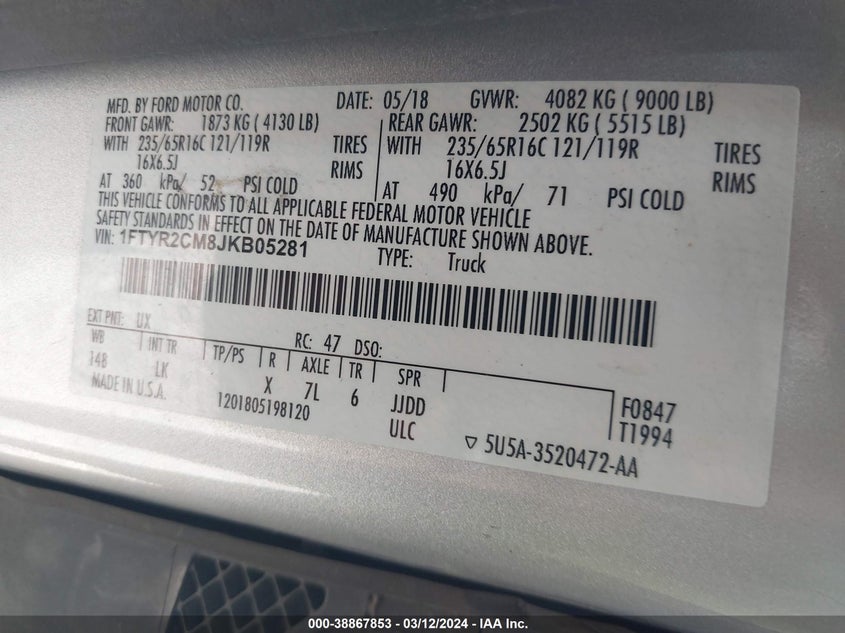 MFD. BY FORD MOTOR CO. DATE: 05/18 GVWR: 4082 KG ( 9000 LB)
FRONT GAWR: 1873 KG ( 4130 LB) REAR GAWR: 2502 KG ( 5515 LB)
WITH 235/65R16C 121/119R TIRES WITH 235/65R16C 121/119R TIRES
16X6.5J RIMS 16X6.5J RIMS
AT 360 kPa/ 52 PSI COLD AT 490 kPa/ 71 PSI COLD
THIS VEHICLE CONFORMS TO ALL APPLICABLE FEDERAL MOTOR VEHICLE
SAFETY STANDARDS IN EFFECT ON THE DATE OF MANUFACTURE SHOWN ABOVE.
VIN: 1FTYR2CM8JKB05281 TYPE: Truck
EXT PNT: UX RC: 47 DSO:
WB INT TR TP/PS R AXLE TR SPR
148 LK X 7L 6 JJDD F0847
MADE IN U.S.A. 1201805198120 ULC T1994
▽ 5U5A-3520472-AA
000-38867853 - 03/12/2024 - IAA Inc.